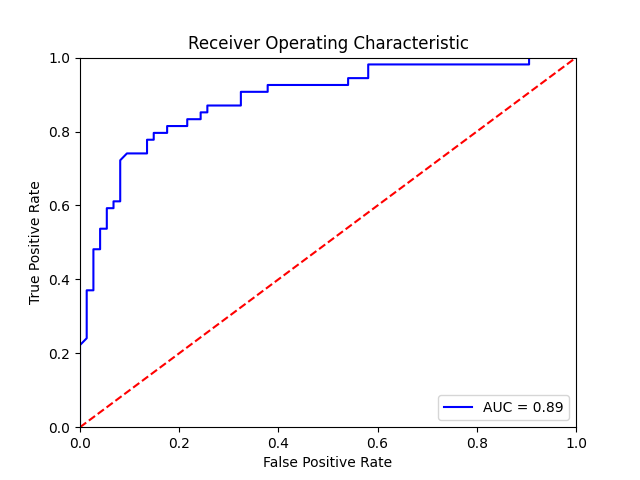 Receiver Operating Characteristic
1.0
0.8
0.6
0.4
0.2
0.0
True Positive Rate
AUC = 0.89
0.0 0.2 0.4 0.6 0.8 1.0
False Positive Rate